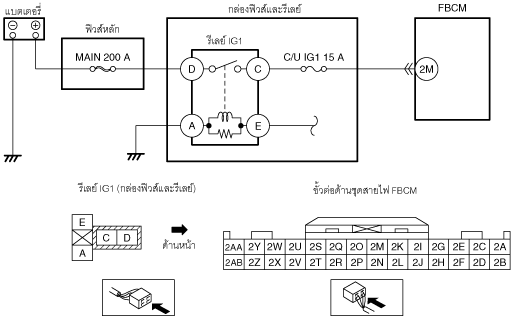 แบตเตอรี่
ฟิวส์หลัก
กล่องฟิวส์และรีเลย์
FBCM
MAIN 200 A
รีเลย์ IG1
C/U IG1 15 A
D
C
2M
A
E
รีเลย์ IG1 (กล่องฟิวส์และรีเลย์)
ขั้วต่อด้านชุดสายไฟ FBCM
E
C D
A
ด้านหน้า
2AA 2Y 2W 2U 2S 2Q 2O 2M 2K 2I 2G 2E 2C 2A
2AB 2Z 2X 2V 2T 2R 2P 2N 2L 2J 2H 2F 2D 2B